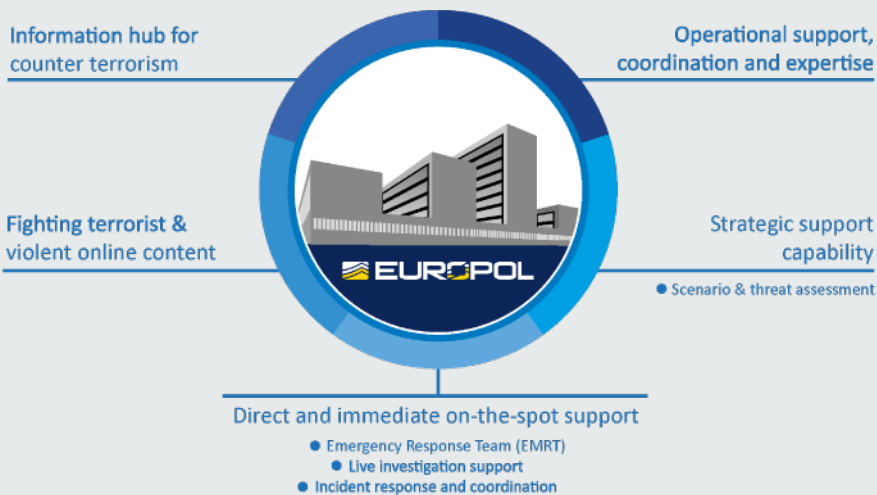 Information hub for
counter terrorism
Operational support,
coordination and expertise
Fighting terrorist &
violent online content
Strategic support
capability
● Scenario & threat assessment
EUROPOL
Direct and immediate on-the-spot support
● Emergency Response Team (EMRT)
● Live investigation support
● Incident response and coordination